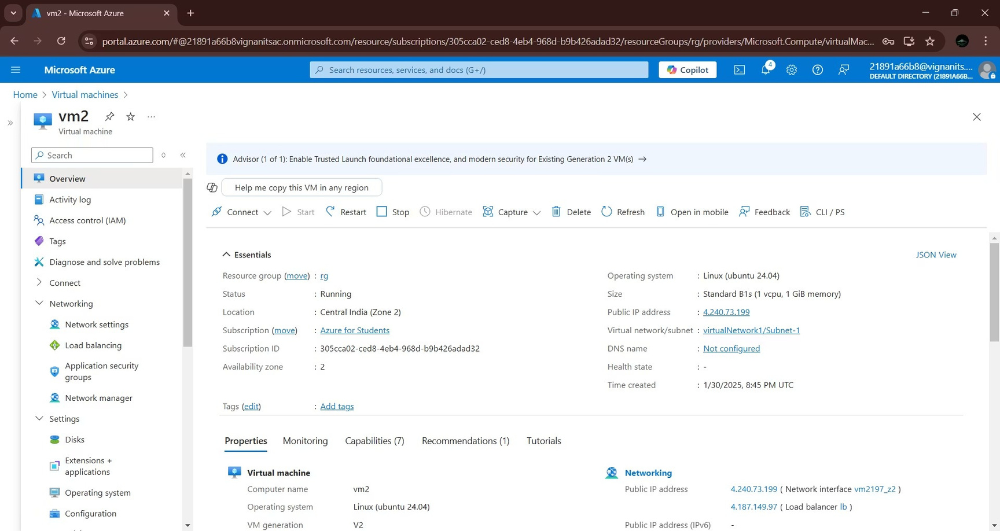 vm2 - Microsoft Azure
portal.azure.com/#@21891a66b8vignanitsac.onmicrosoft.com/resource/subscriptions/305cca02-ced8-4eb4-968d-b9b426adad32/resourceGroups/rg/providers/Microsoft.Compute/virtualMac...
Microsoft Azure
Search resources, services, and docs (G+/)
Copilot
4
21891a66b8@vignanits....
DEFAULT DIRECTORY (21891A66B...
Home > Virtual machines >
vm2
Virtual machine
Search
Overview
Activity log
Access control (IAM)
Tags
Diagnose and solve problems
Connect
Networking
Network settings
Load balancing
Application security
groups
Network manager
Settings
Disks
Extensions +
applications
Operating system
Configuration
Advisor (1 of 1): Enable Trusted Launch foundational excellence, and modern security for Existing Generation 2 VM(s) →
Help me copy this VM in any region
Connect Start Restart Stop Hibernate Capture Delete Refresh Open in mobile Feedback CLI / PS
Essentials JSON View
Resource group (move) : rg
Status : Running
Location : Central India (Zone 2)
Subscription (move) : Azure for Students
Subscription ID : 305cca02-ced8-4eb4-968d-b9b426adad32
Availability zone : 2
Operating system : Linux (ubuntu 24.04)
Size : Standard B1s (1 vcpu, 1 GiB memory)
Public IP address : 4.240.73.199
Virtual network/subnet : virtualNetwork1/Subnet-1
DNS name : Not configured
Health state : -
Time created : 1/30/2025, 8:45 PM UTC
Tags (edit) : Add tags
Properties Monitoring Capabilities (7) Recommendations (1) Tutorials
Virtual machine
Computer name vm2
Operating system Linux (ubuntu 24.04)
VM generation V2
Networking
Public IP address 4.240.73.199 ( Network interface vm2197_z2 )
4.187.149.97 ( Load balancer lb )
Public IP address (IPv6) -